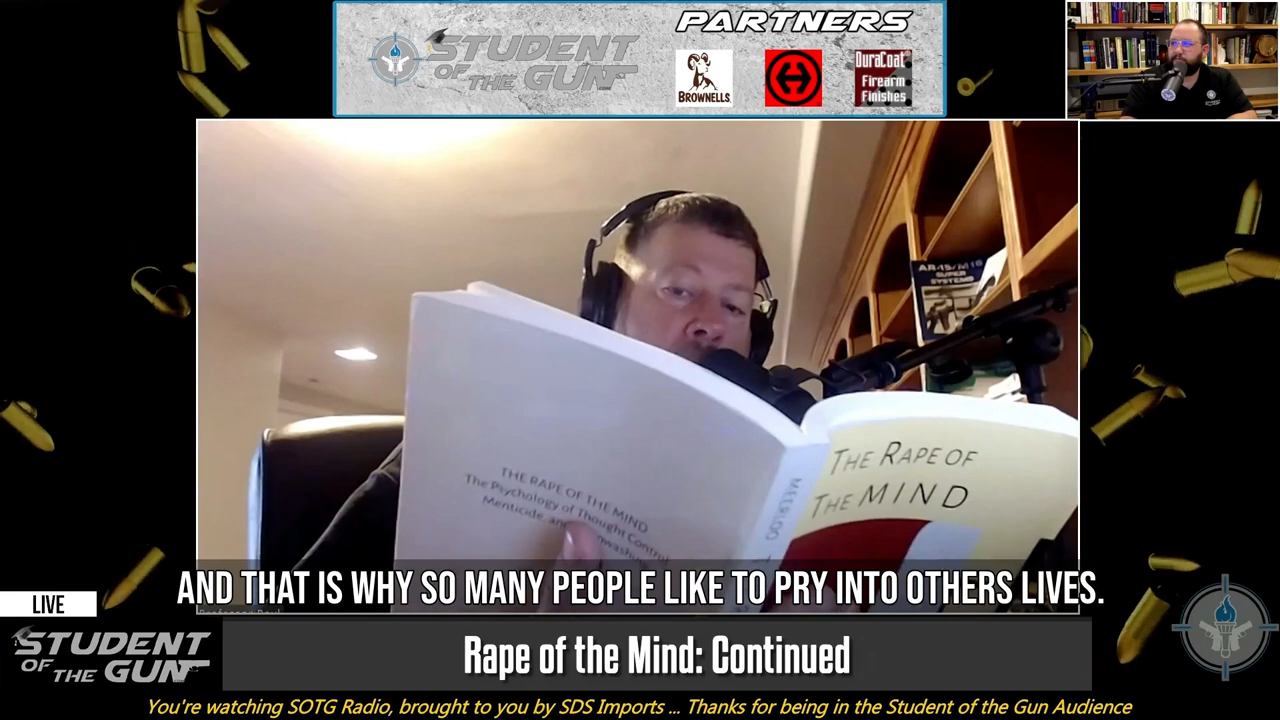 PARTNERS
STUDENT
OF THE GUN
BROWNELLS
DuraCoat
Firearm
Finishes
AR-15/M16
SUPER
SYSTEMS
THE RAPE OF
THE MIND
MEERLOO
THE RAPE OF THE MIND
The Psychology of Thought Control,
Menticide, and
AND THAT IS WHY SO MANY PEOPLE LIKE TO PRY INTO OTHERS LIVES.
LIVE
STUDENT
OF THE GUN
Rape of the Mind: Continued
You're watching SOTG Radio, brought to you by SDS Imports ... Thanks for being in the Student of the Gun Audience